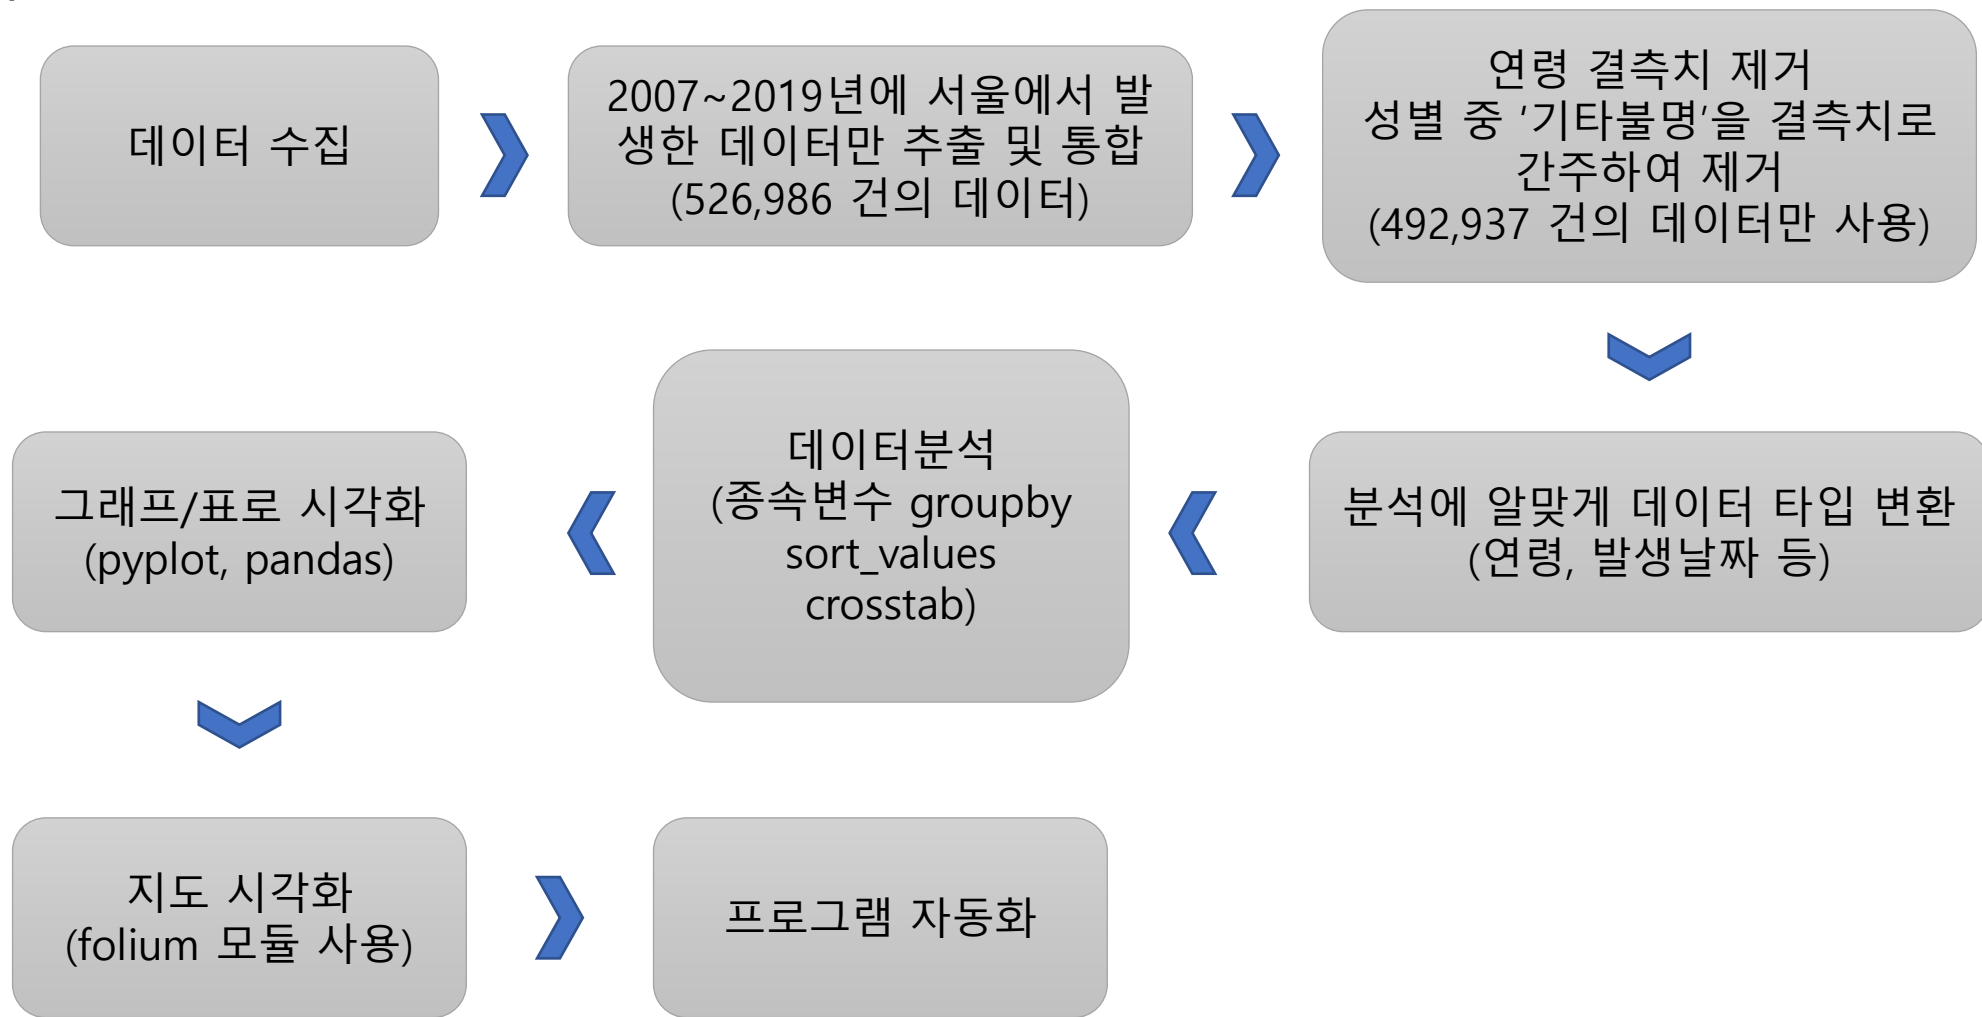 데이터 수집
2007~2019년에 서울에서 발
생한 데이터만 추출 및 통합
(526,986 건의 데이터)
연령 결측치 제거
성별 중 ‘기타불명’을 결측치로
간주하여 제거
(492,937 건의 데이터만 사용)
분석에 알맞게 데이터 타입 변환
(연령, 발생날짜 등)
데이터분석
(종속변수 groupby
sort_values
crosstab)
그래프/표로 시각화
(pyplot, pandas)
지도 시각화
(folium 모듈 사용)
프로그램 자동화